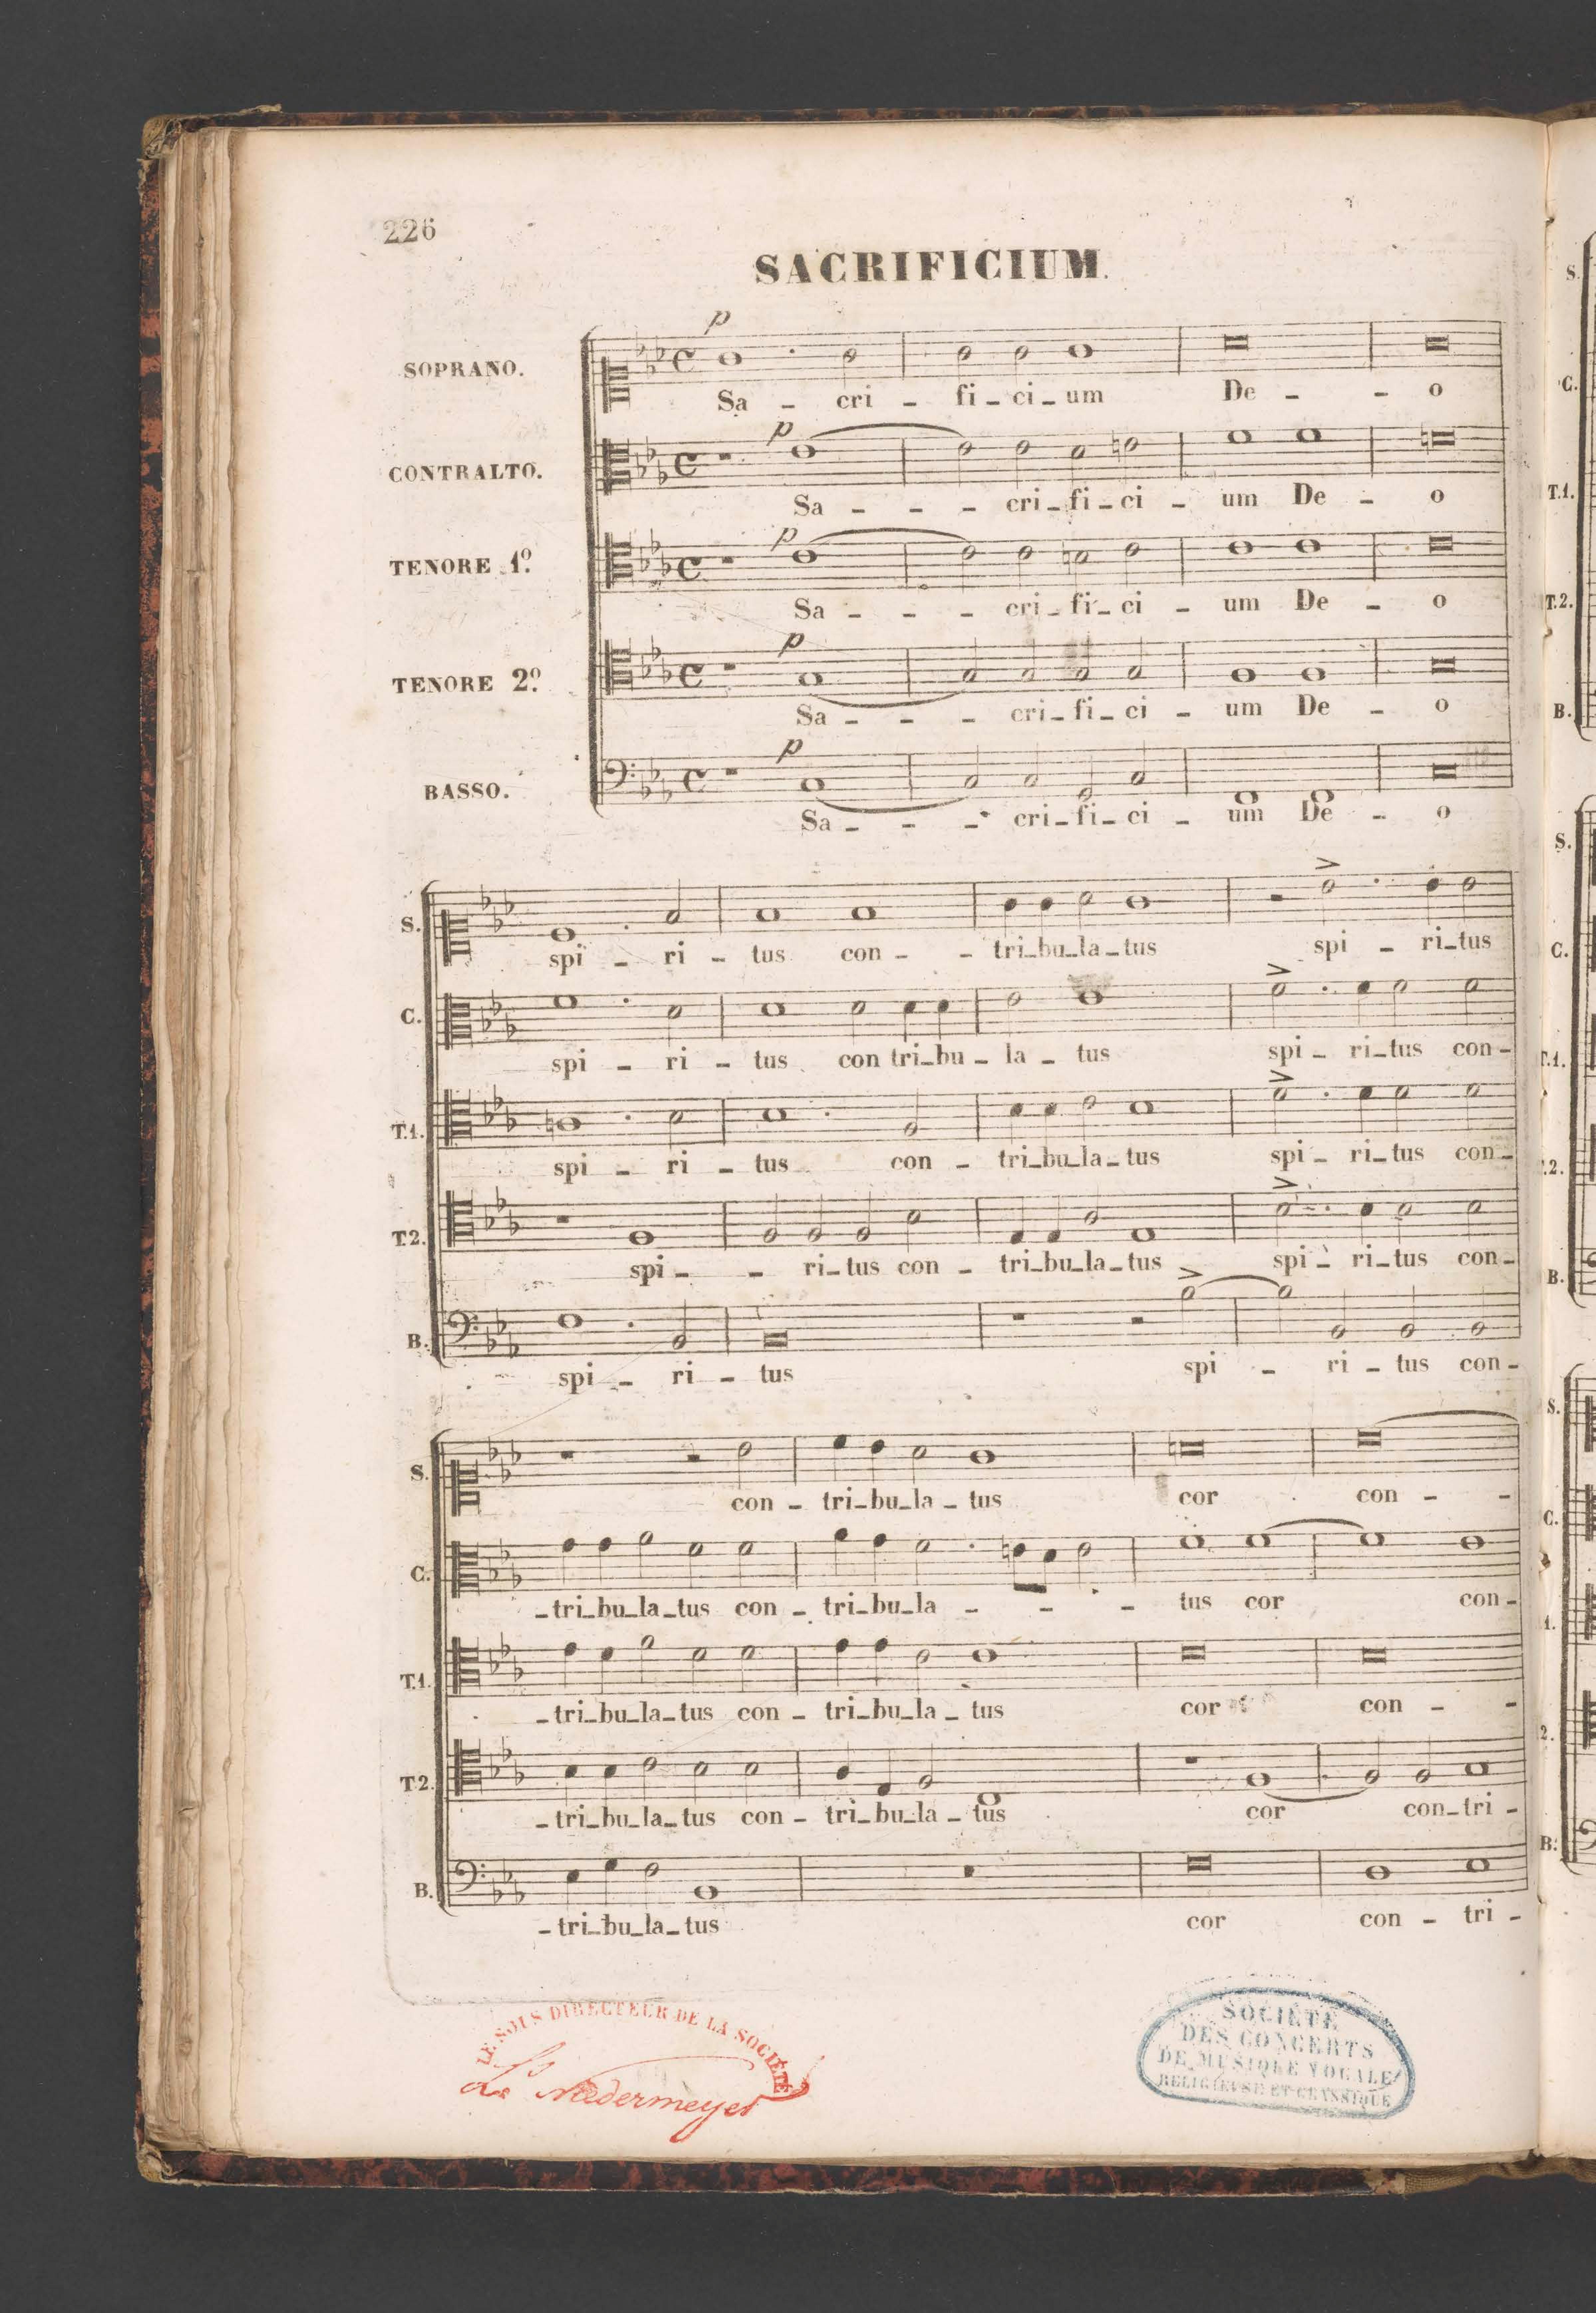 226
SACRIFICIUM.
SOPRANO.
p
Sa - cri - fi - ci - um De - - o
CONTRALTO.
p
Sa - - - cri - fi - ci - um De - o
TENORE 1º.
p
Sa - - - cri - fi - ci - um De - o
TENORE 2º.
p
Sa - - - cri - fi - ci - um De - o
BASSO.
p
Sa - - - cri - fi - ci - um De - o
S.
spi - ri - tus con - - tri - bu - la - tus spi - ri - tus
C.
spi - ri - tus con tri - bu - la - tus spi - ri - tus con -
T.1.
spi - ri - tus con - tri - bu - la - tus spi - ri - tus con -
T.2.
spi - - ri - tus con - tri - bu - la - tus spi - ri - tus con -
B.
spi - ri - tus spi - ri - tus con -
S.
con - tri - bu - la - tus cor con - -
C.
- tri - bu - la - tus con - tri - bu - la - - - tus cor con -
T.1.
- tri - bu - la - tus con - tri - bu - la - tus cor con - -
T.2.
- tri - bu - la - tus con - tri - bu - la - tus cor con - tri -
B.
- tri - bu - la - tus cor con - tri -
LE SOUS DIRECTEUR DE LA SOCIÉTÉ
Ls Niedermeyer
SOCIÉTÉ
DES CONCERTS
DE MUSIQUE VOCALE
RELIGIEUSE ET CLASSIQUE
S.
C.
T.1.
T.2.
B.
S.
C.
T.1.
2.
B.
S.
C.
1.
2.
B.